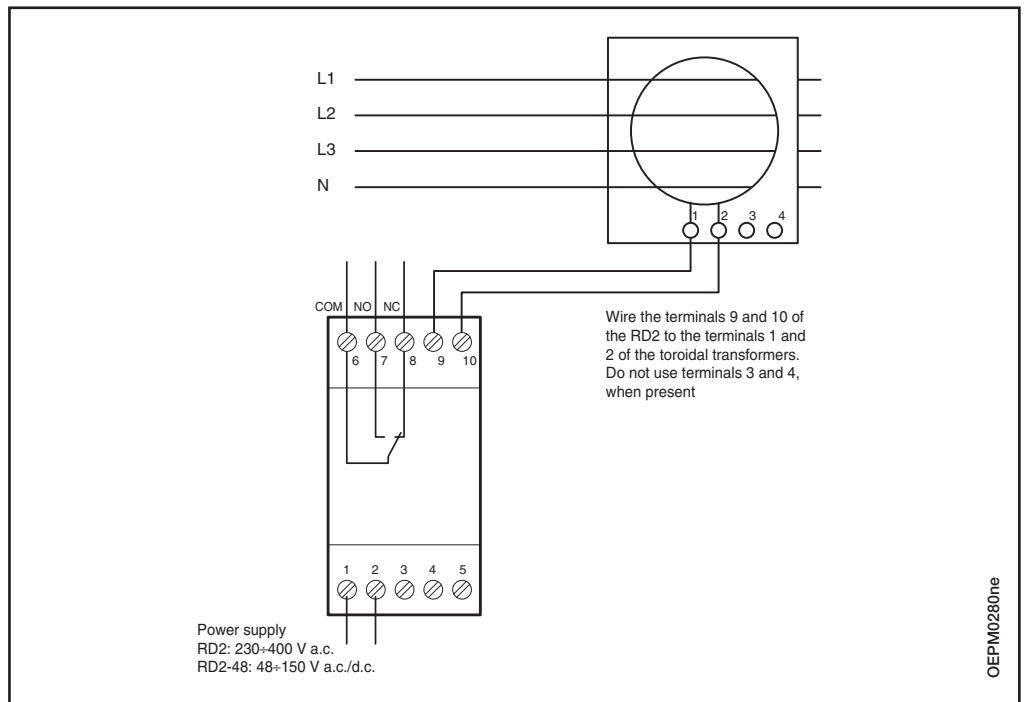 L1
L2
L3
N
1 2 3 4
COM NO NC
6 7 8 9 10
Wire the terminals 9 and 10 of
the RD2 to the terminals 1 and
2 of the toroidal transformers.
Do not use terminals 3 and 4,
when present
1 2 3 4 5
Power supply
RD2: 230÷400 V a.c.
RD2-48: 48÷150 V a.c./d.c.
OEPM0280ne